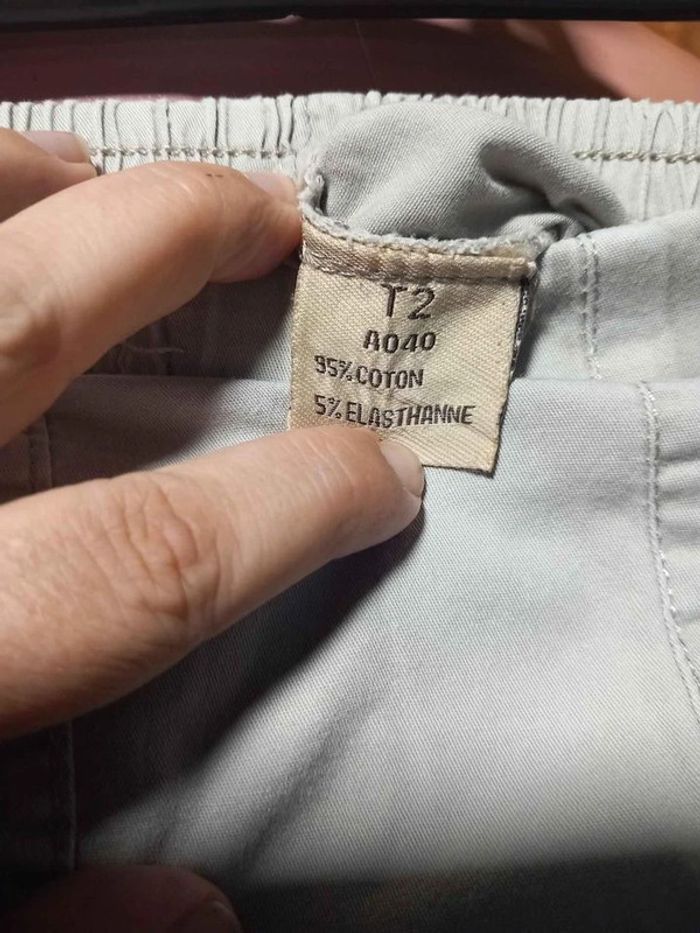 T2
A040
95% COTON
5% ELASTHANNE